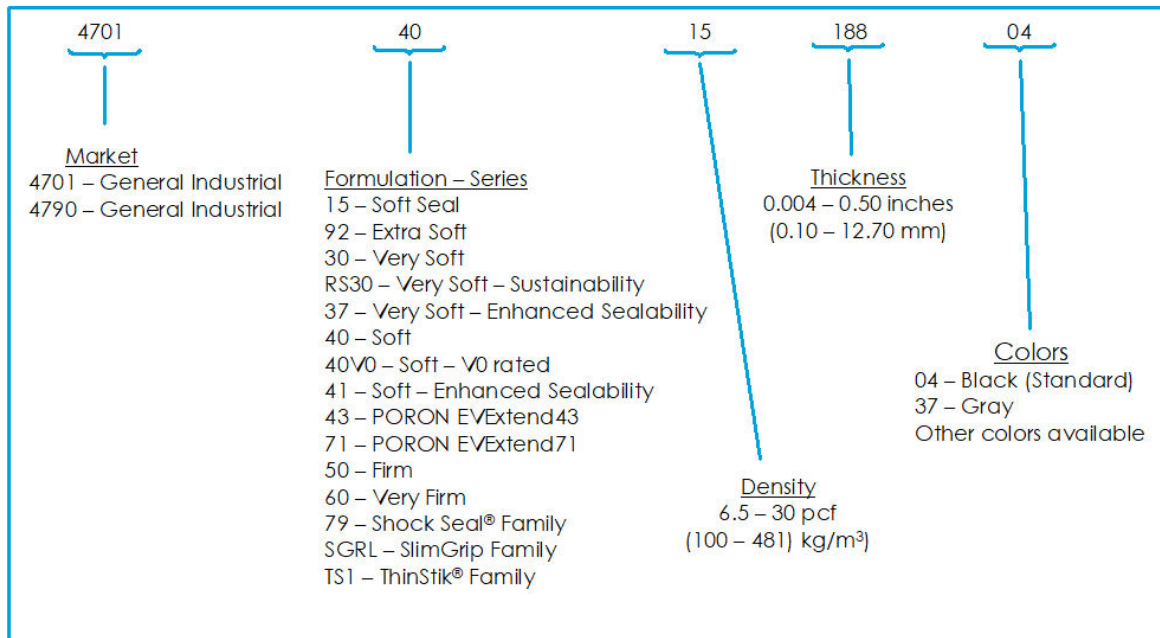 4701 40 15 188 04
Market
4701 – General Industrial
4790 – General Industrial
Formulation – Series
15 – Soft Seal
92 – Extra Soft
30 – Very Soft
RS30 – Very Soft – Sustainability
37 – Very Soft – Enhanced Sealability
40 – Soft
40V0 – Soft – V0 rated
41 – Soft – Enhanced Sealability
43 – PORON EVExtend43
71 – PORON EVExtend71
50 – Firm
60 – Very Firm
79 – Shock Seal® Family
SGRL – SlimGrip Family
TS1 – ThinStik® Family
Density
6.5 – 30 pcf
(100 – 481) kg/m³)
Thickness
0.004 – 0.50 inches
(0.10 – 12.70 mm)
Colors
04 – Black (Standard)
37 – Gray
Other colors available